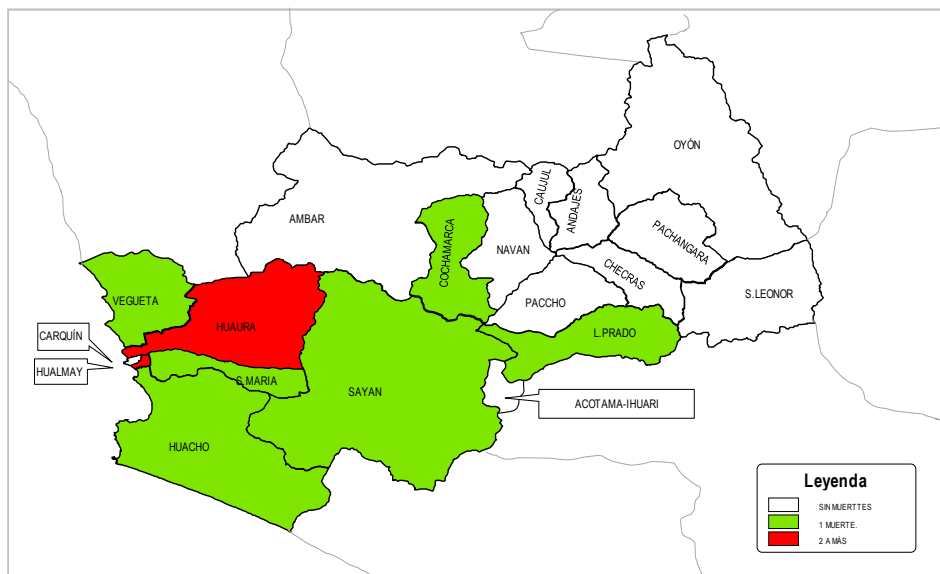 OYÓN
CAUJUL
ANDAJES
AMBAR
COCHAMARCA
NAVAN
PACHANGARA
CHECRAS
VEGUETA
PACCHO
S.LEONOR
HUAURA
L.PRADO
CARQUÍN
HUALMAY
S.MARIA
SAYAN
ACOTAMA-IHUARI
HUACHO
Leyenda
SIN MUERTTES
1 MUERTE.
2 A MÁS